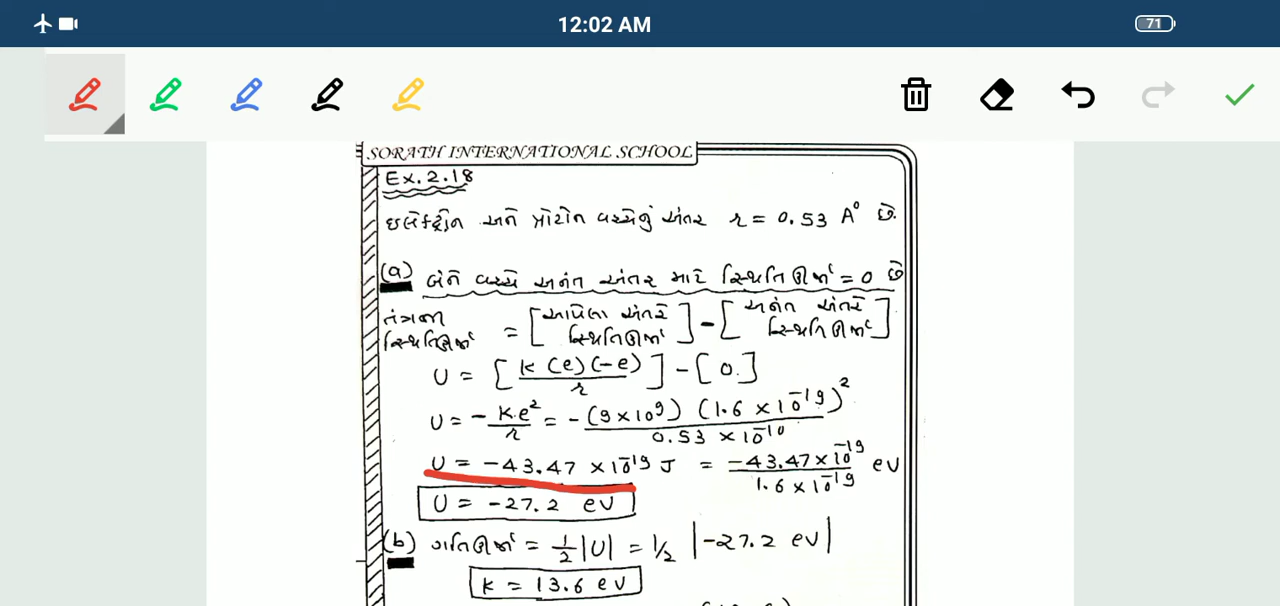 12:02 AM
71
SORATH INTERNATIONAL SCHOOL
Ex. 2.18
ઇલેક્ટ્રોન અને પ્રોટોન વચ્ચેનું અંતર r = 0.53 A° છે.
(a) બંને વચ્ચે અનંત અંતર માટે સ્થિતિઊર્જા = 0 છે
તંત્રની સ્થિતિઊર્જા = [આપેલા અંતરે સ્થિતિઊર્જા] - [અનંત અંતરે સ્થિતિઊર્જા]
U = [k(e)(-e)/r] - [0.]
U = -k.e²/r = -(9×10⁹) (1.6 × 10⁻¹⁹)²/0.53 × 10⁻¹⁰
U = -43.47 × 10⁻¹⁹ J = -43.47 × 10⁻¹⁹/1.6 × 10⁻¹⁹ eV
U = -27.2 eV
(b) ગતિઊર્જા = 1/2 |U| = 1/2 |-27.2 eV|
K = 13.6 eV